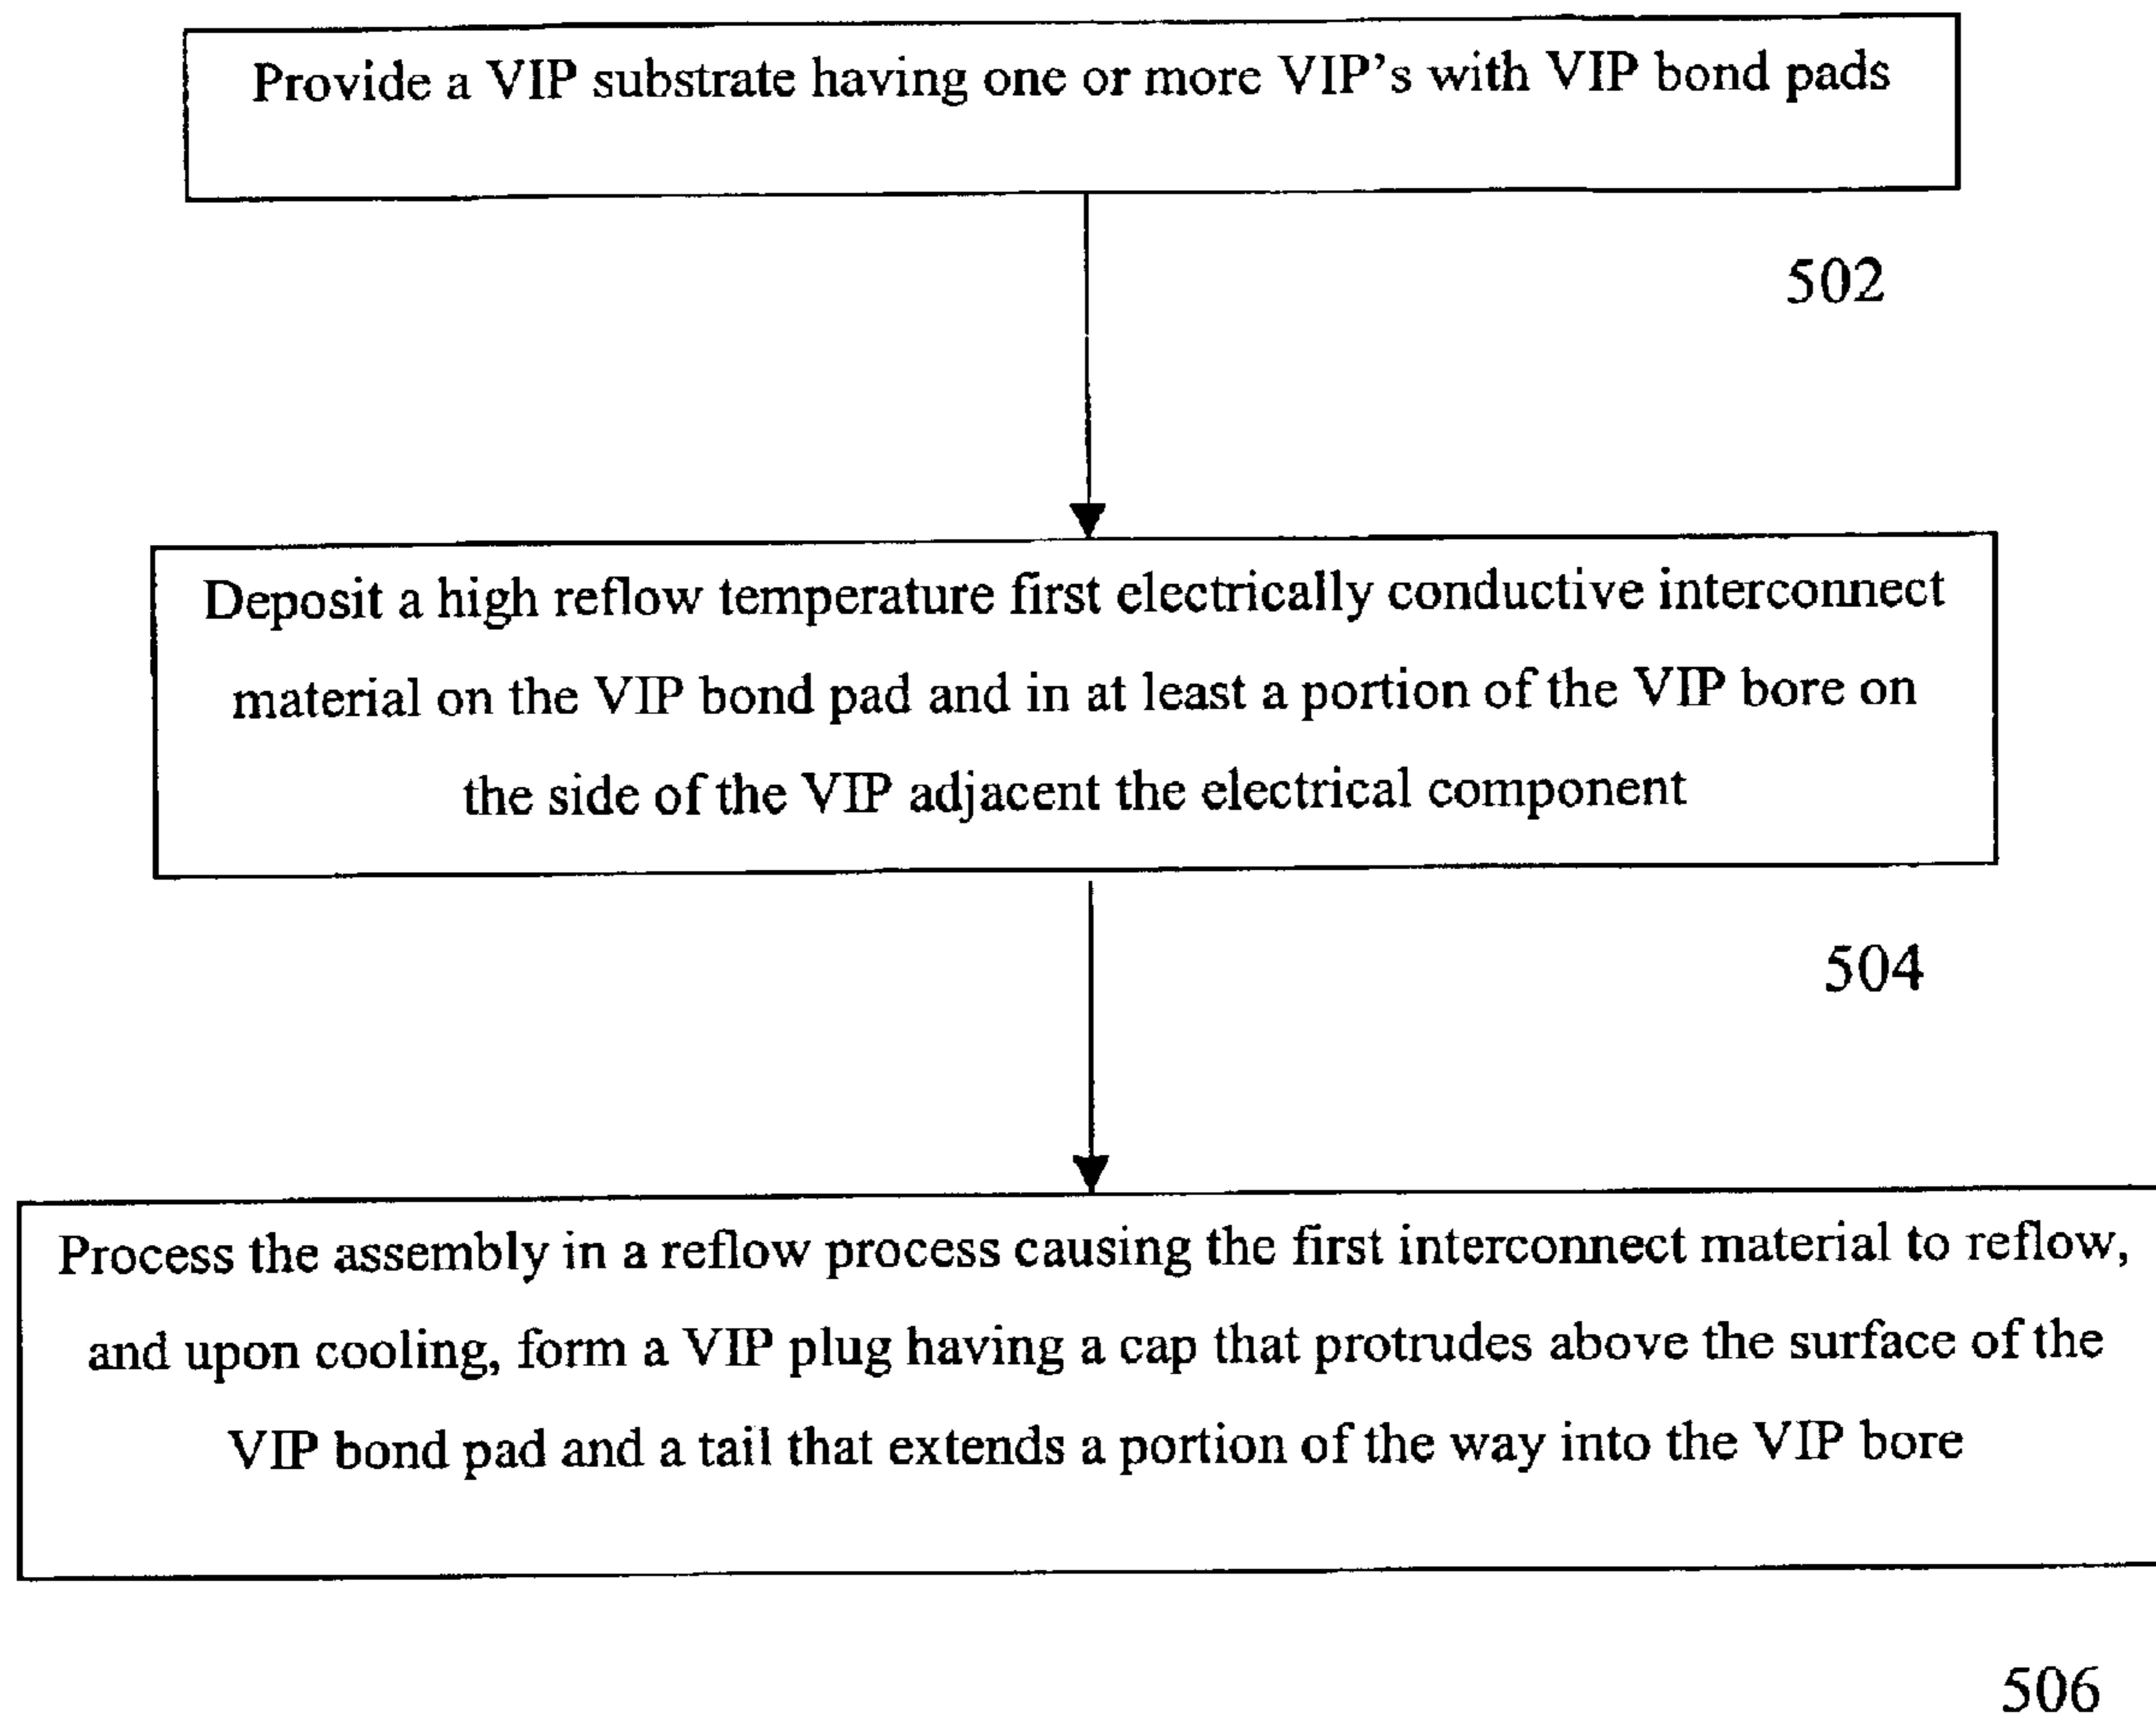 Provide a VIP substrate having one or more VIP's with VIP bond pads
502
Deposit a high reflow temperature first electrically conductive interconnect
material on the VIP bond pad and in at least a portion of the VIP bore on
the side of the VIP adjacent the electrical component
504
Process the assembly in a reflow process causing the first interconnect material to reflow,
and upon cooling, form a VIP plug having a cap that protrudes above the surface of the
VIP bond pad and a tail that extends a portion of the way into the VIP bore
506